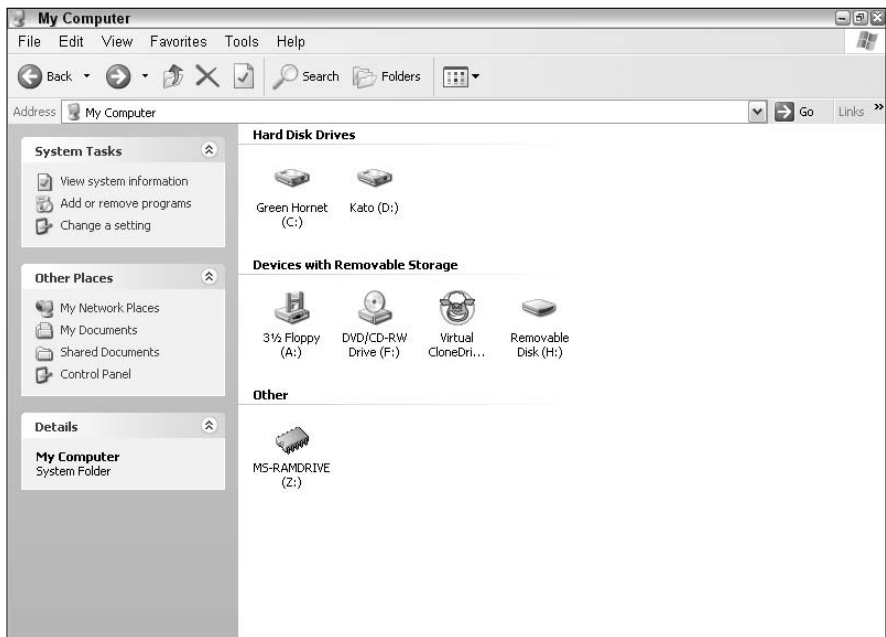 My Computer
File Edit View Favorites Tools Help
Back Search Folders
Address My Computer Go Links »
System Tasks
View system information
Add or remove programs
Change a setting
Other Places
My Network Places
My Documents
Shared Documents
Control Panel
Details
My Computer
System Folder
Hard Disk Drives
Green Hornet
(C:)
Kato (D:)
Devices with Removable Storage
3½ Floppy
(A:)
DVD/CD-RW
Drive (F:)
Virtual
CloneDri...
Removable
Disk (H:)
Other
MS-RAMDRIVE
(Z:)